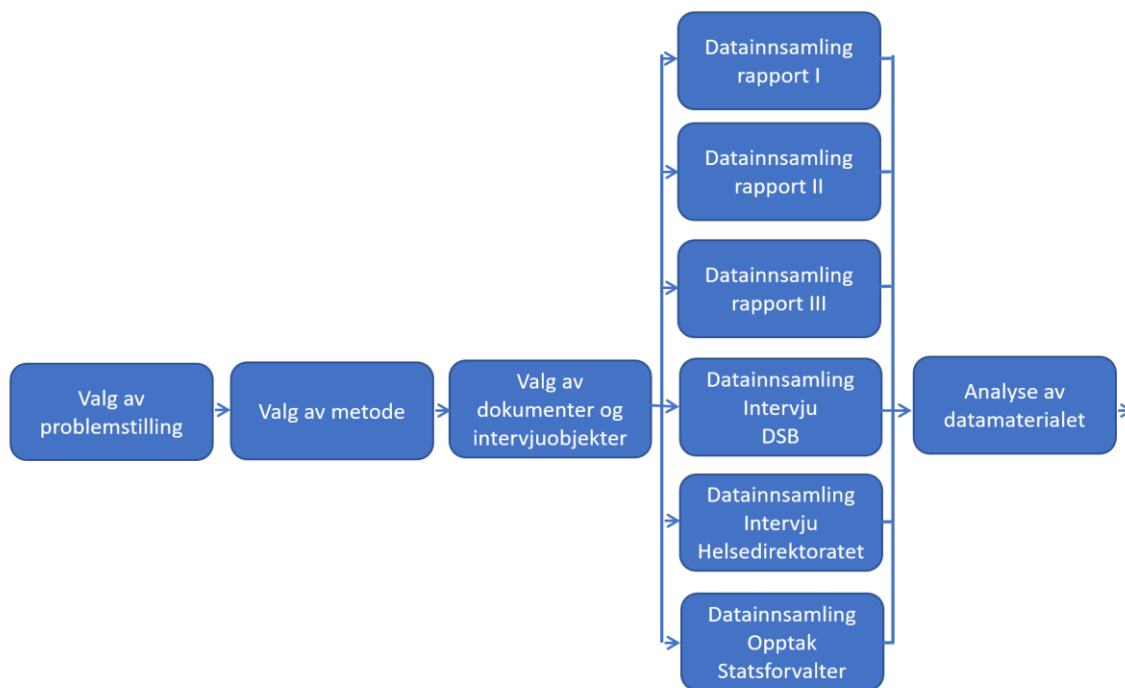 Valg av
problemstilling
Valg av metode
Valg av
dokumenter og
intervjuobjekter
Datainnsamling
rapport I
Datainnsamling
rapport II
Datainnsamling
rapport III
Datainnsamling
Intervju
DSB
Datainnsamling
Intervju
Helsedirektoratet
Datainnsamling
Opptak
Statsforvalter
Analyse av
datamaterialet